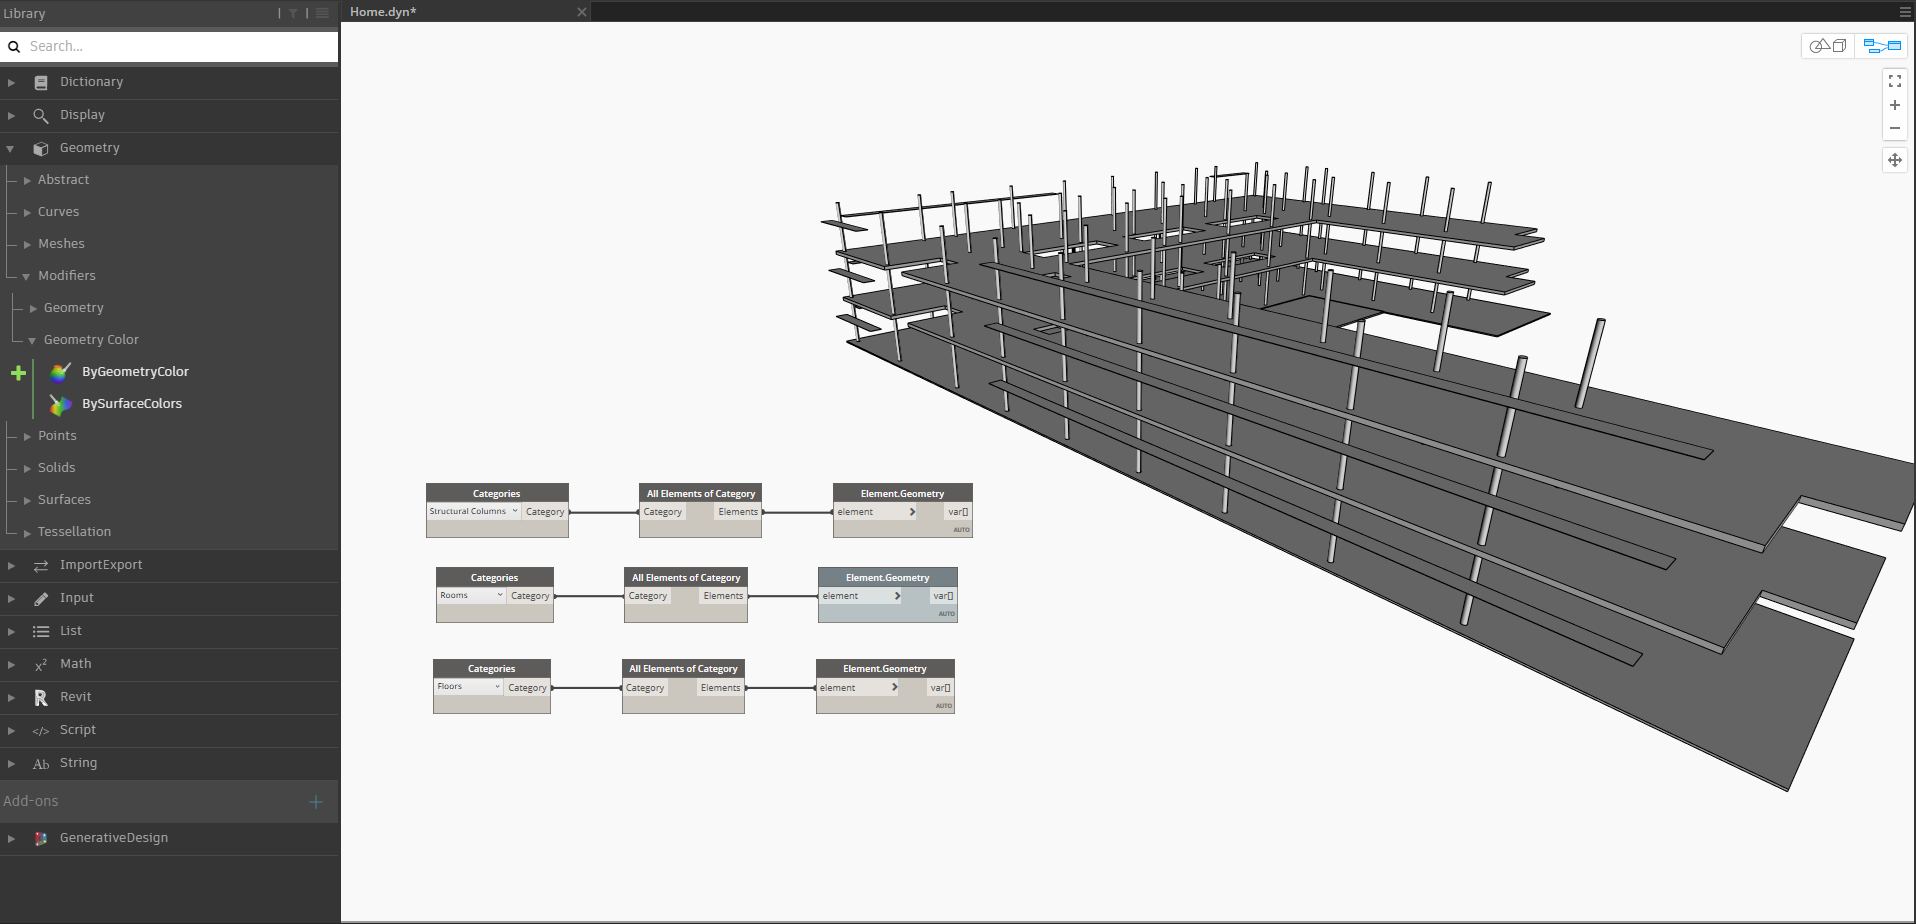 Library
Home.dyn*
Search...
Dictionary
Display
Geometry
Abstract
Curves
Meshes
Modifiers
Geometry
Geometry Color
ByGeometryColor
BySurfaceColors
Points
Solids
Surfaces
Tessellation
ImportExport
Input
List
x² Math
R Revit
</> Script
Ab String
Add-ons
GenerativeDesign
Categories
Structural Columns Category
All Elements of Category
Category Elements
Element.Geometry
element > var[]
AUTO
Categories
Rooms Category
All Elements of Category
Category Elements
Element.Geometry
element > var[]
AUTO
Categories
Floors Category
All Elements of Category
Category Elements
Element.Geometry
element > var[]
AUTO